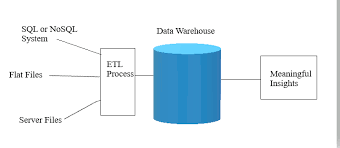 SQL or NoSQL
System
Data Warehouse
ETL
Process
Flat Files
Meaningful
Insights
Server Files